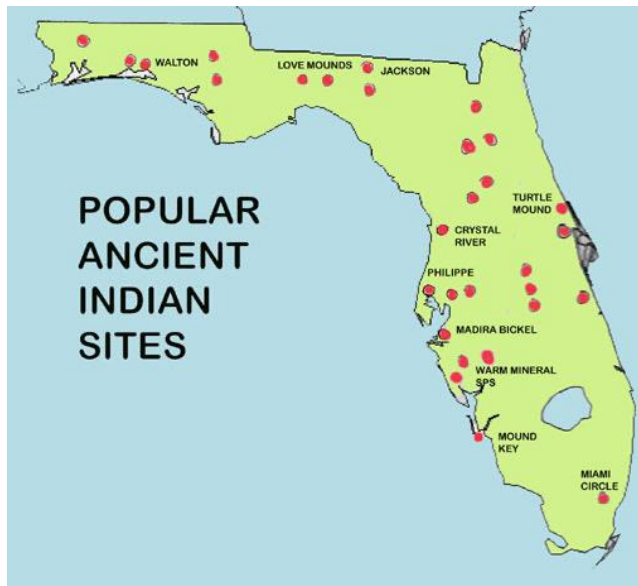 WALTON
LOVE MOUNDS
JACKSON
POPULAR
ANCIENT
INDIAN
SITES
TURTLE
MOUND
CRYSTAL
RIVER
PHILIPPE
MADIRA BICKEL
WARM MINERAL
SPS
MOUND
KEY
MIAMI
CIRCLE